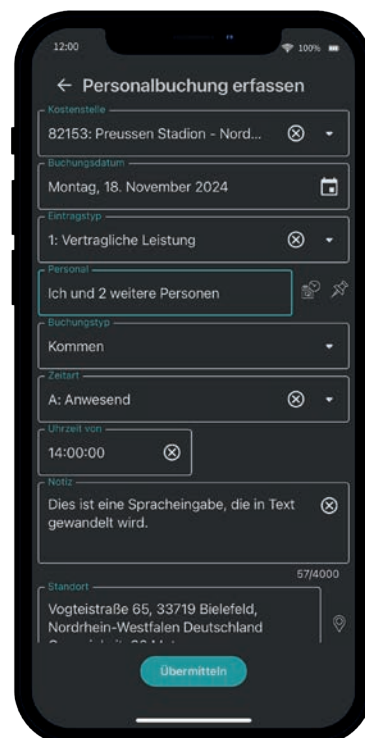 12:00
100%
Personalbuchung erfassen
Kostenstelle
82153: Preussen Stadion - Nord...
Buchungsdatum
Montag, 18. November 2024
Eintragstyp
1: Vertragliche Leistung
Personal
Ich und 2 weitere Personen
Buchungstyp
Kommen
Zeitart
A: Anwesend
Uhrzeit von
14:00:00
Notiz
Dies ist eine Spracheingabe, die in Text
gewandelt wird.
57/4000
Standort
Vogteistraße 65, 33719 Bielefeld,
Nordrhein-Westfalen Deutschland
Übermitteln